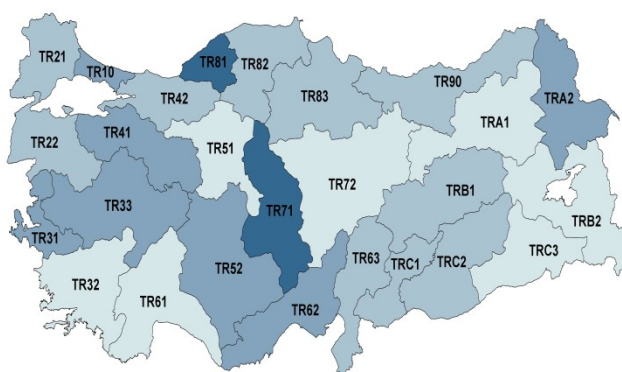 TR21
TR10
TR81
TR82
TR90
TR42
TR83
TRA2
TR41
TRA1
TR22
TR51
TR72
TRB1
TR33
TR71
TRB2
TR31
TR52
TR63
TRC1
TRC2
TRC3
TR32
TR61
TR62